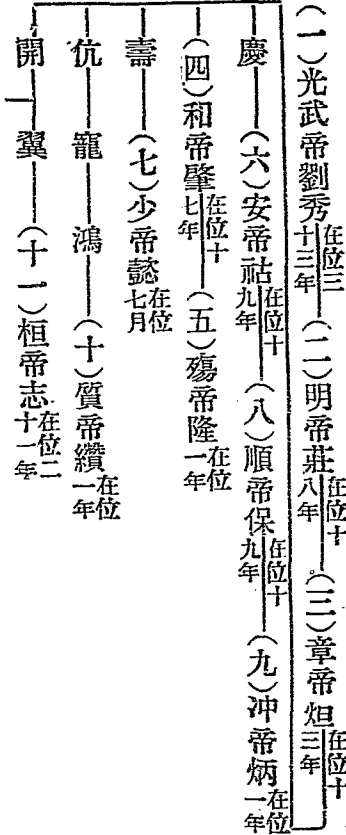 (一)光武帝劉秀在位三十三年(二)明帝莊在位十八年(三)章帝炟在位十三年
慶(六)安帝祜在位十九年(八)順帝保在位十九年(九)沖帝炳在位一年
(四)和帝肇在位十七年(五)殤帝隆在位一年
壽(七)少帝懿在位七月
伉寵鴻(十)質帝纘在位一年
開翼(十一)桓帝志在位二十一年